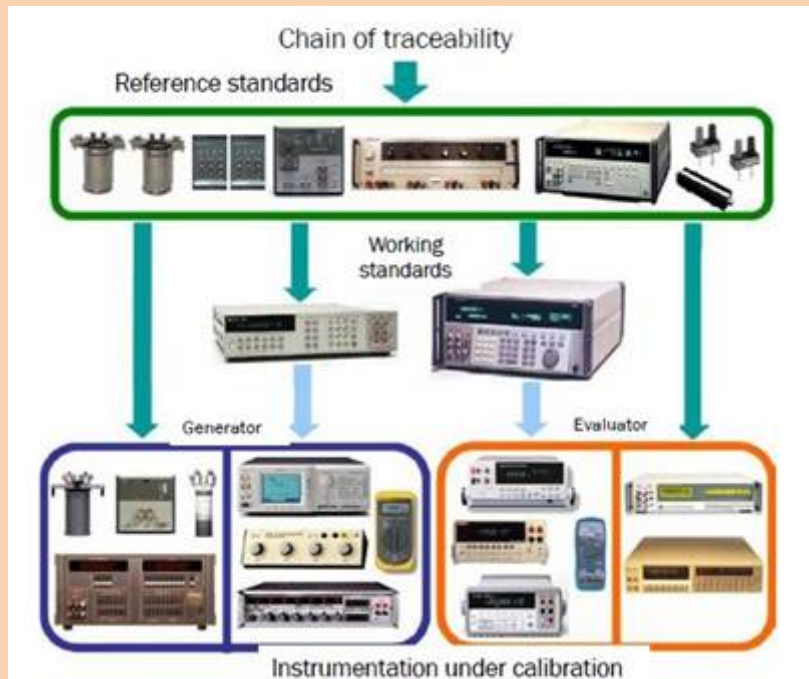 Chain of traceability
Reference standards
Working
standards
Generator
Evaluator
Instrumentation under calibration